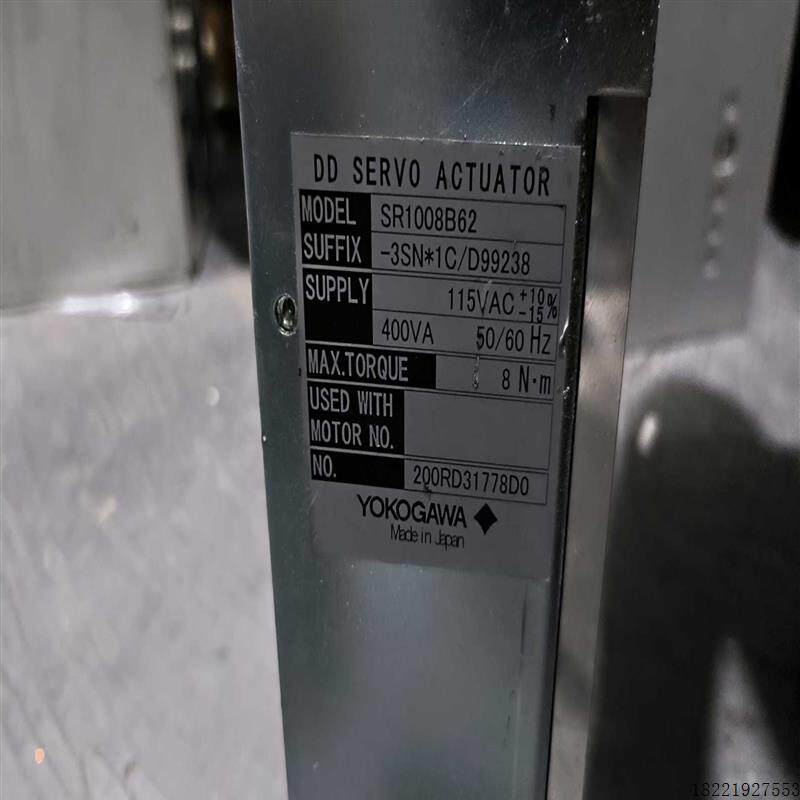 DD SERVO ACTUATOR
MODEL SR1008B62
SUFFIX -3SN*1C/D99238
SUPPLY 115VAC +10 -15 %
400VA 50/60 Hz
MAX.TORQUE 8 N·m
USED WITH
MOTOR NO.
NO. 200RD31778D0
YOKOGAWA
Made in Japan
18221927553